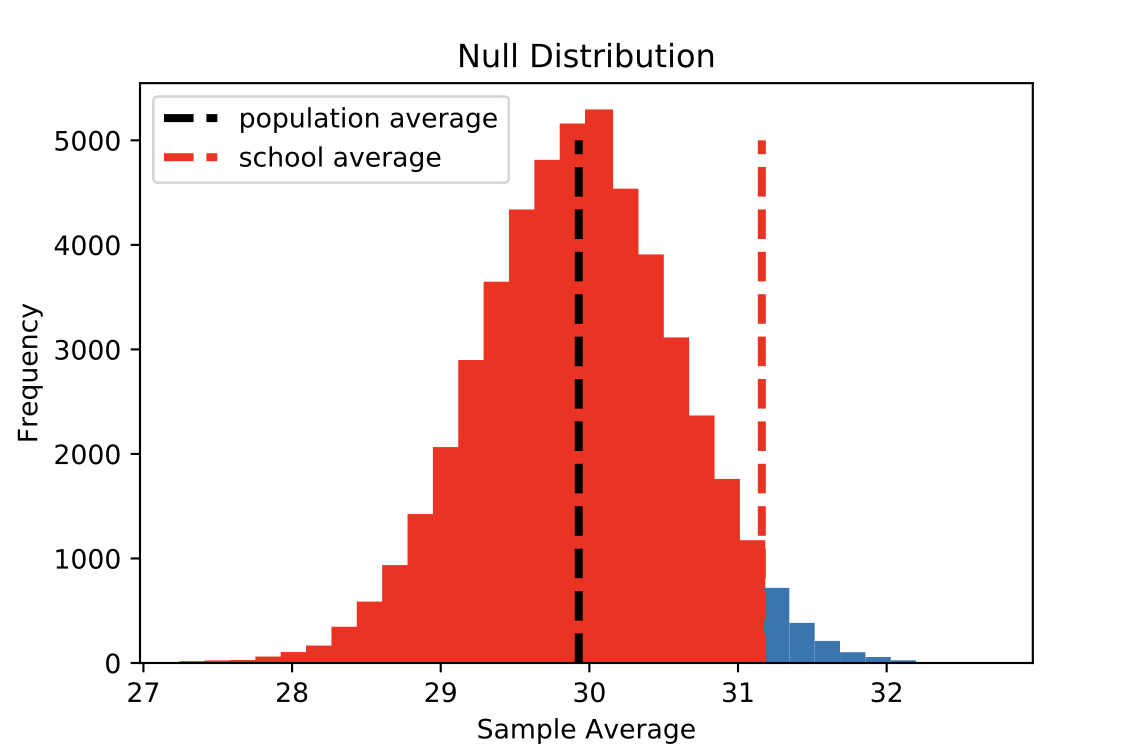 Null Distribution
population average
school average
5000
4000
3000
2000
1000
0
Frequency
27 28 29 30 31 32
Sample Average